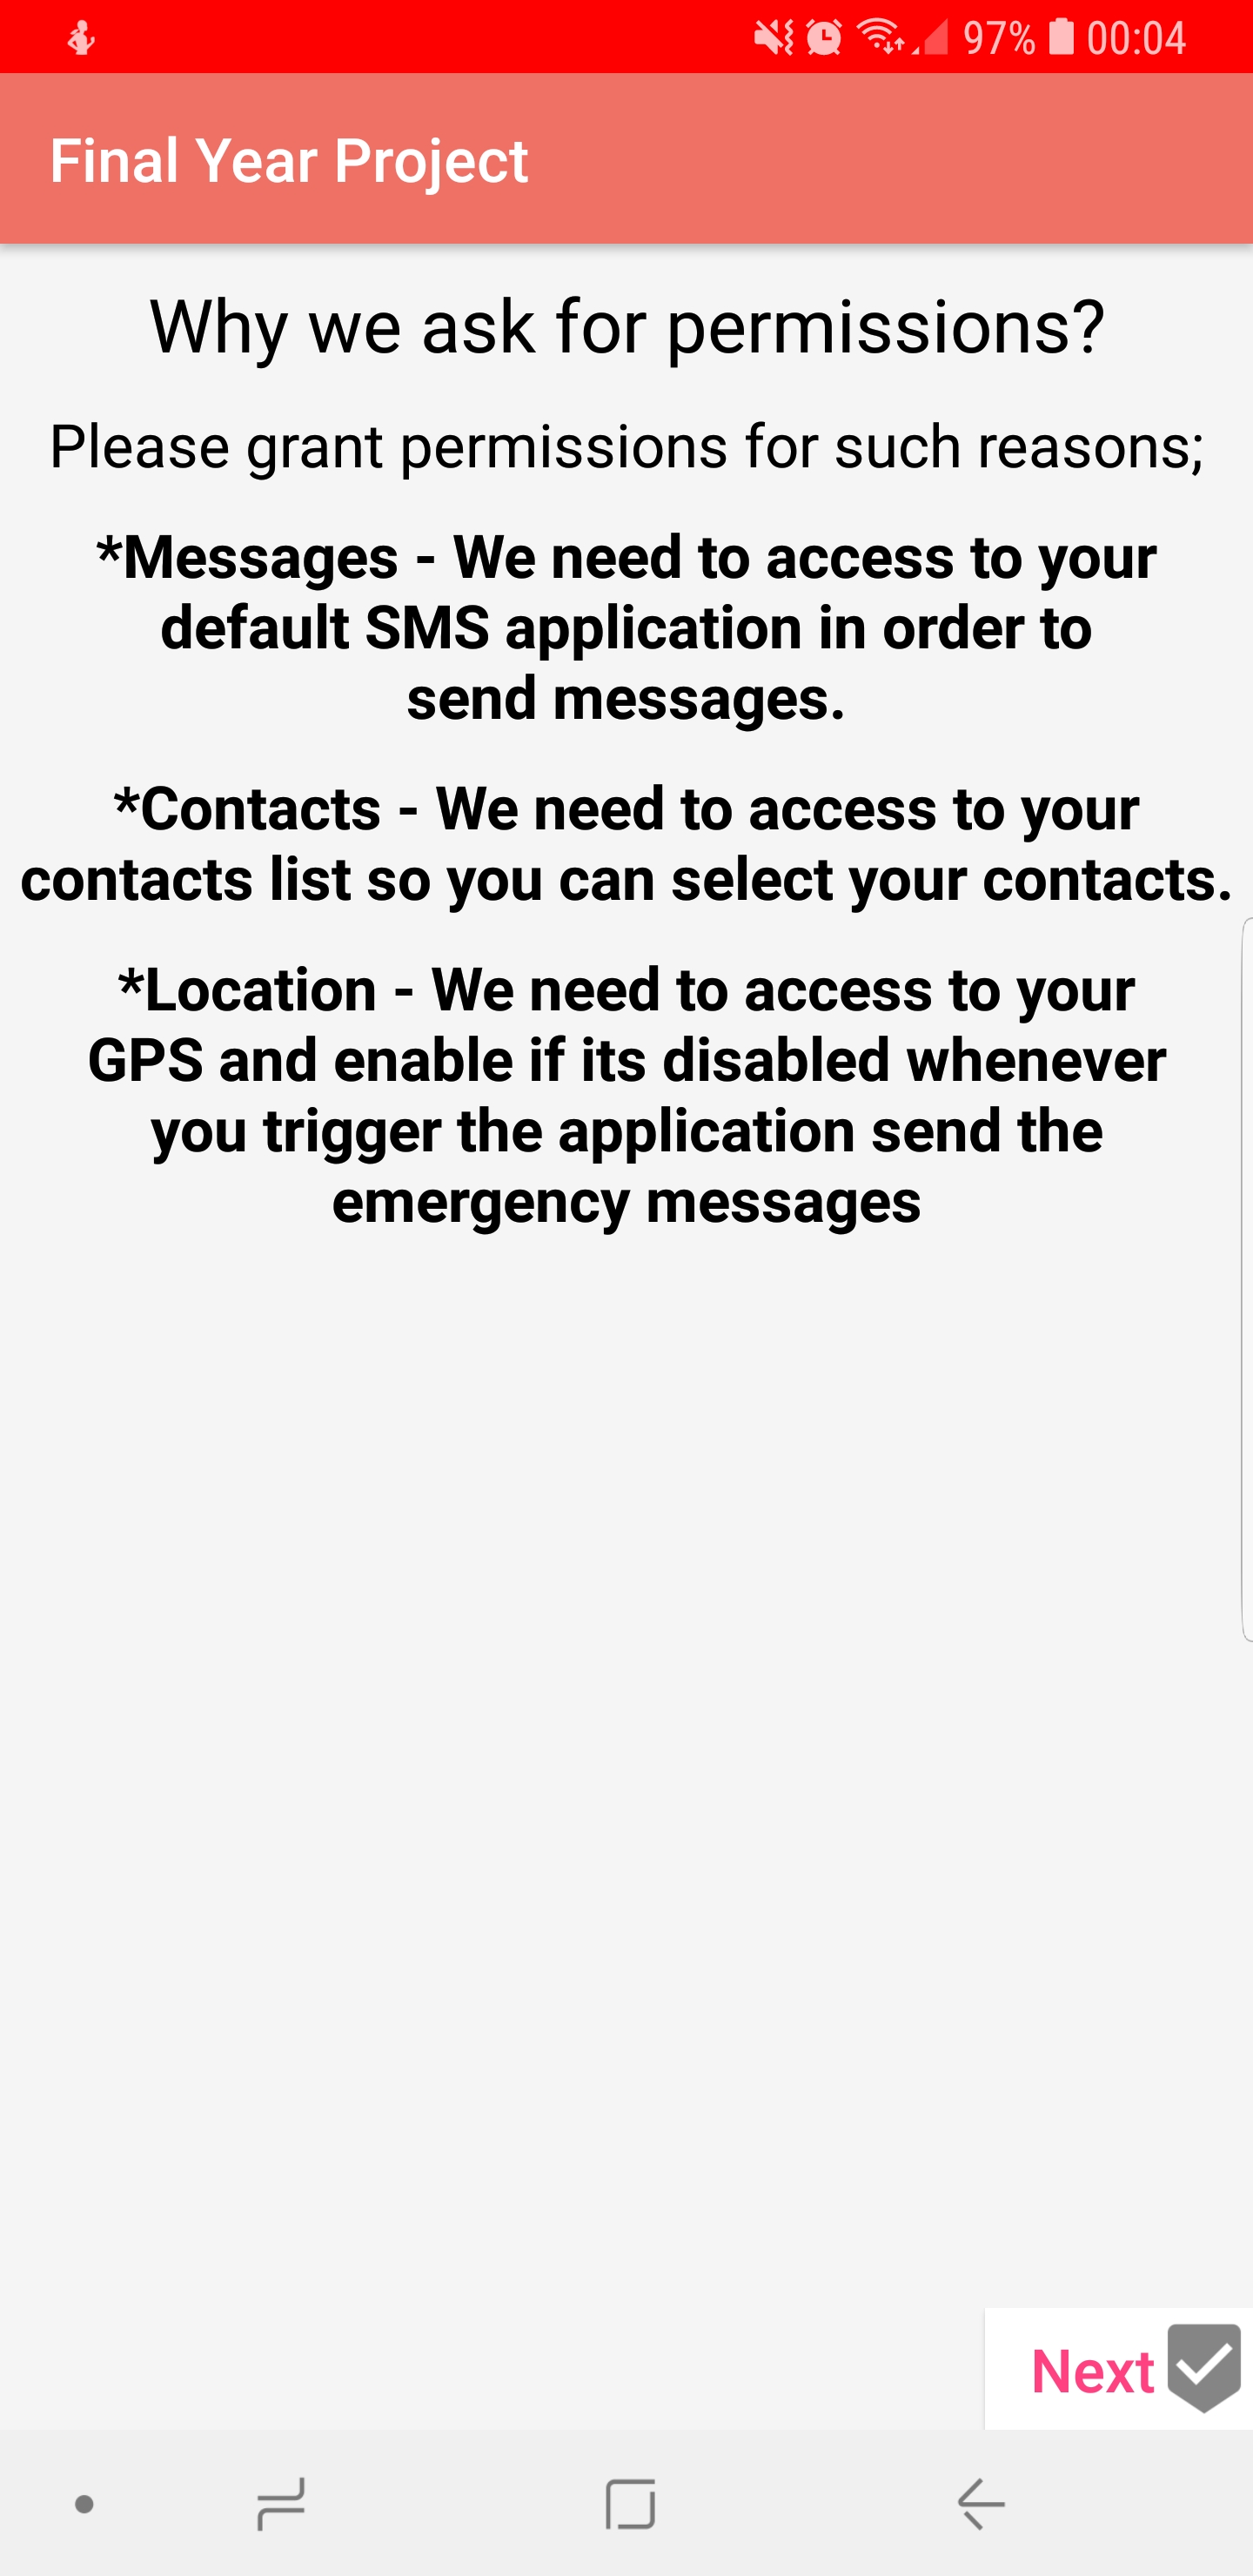 97% 00:04
Final Year Project
Why we ask for permissions?
Please grant permissions for such reasons;
*Messages - We need to access to your
default SMS application in order to
send messages.
*Contacts - We need to access to your
contacts list so you can select your contacts.
*Location - We need to access to your
GPS and enable if its disabled whenever
you trigger the application send the
emergency messages
Next